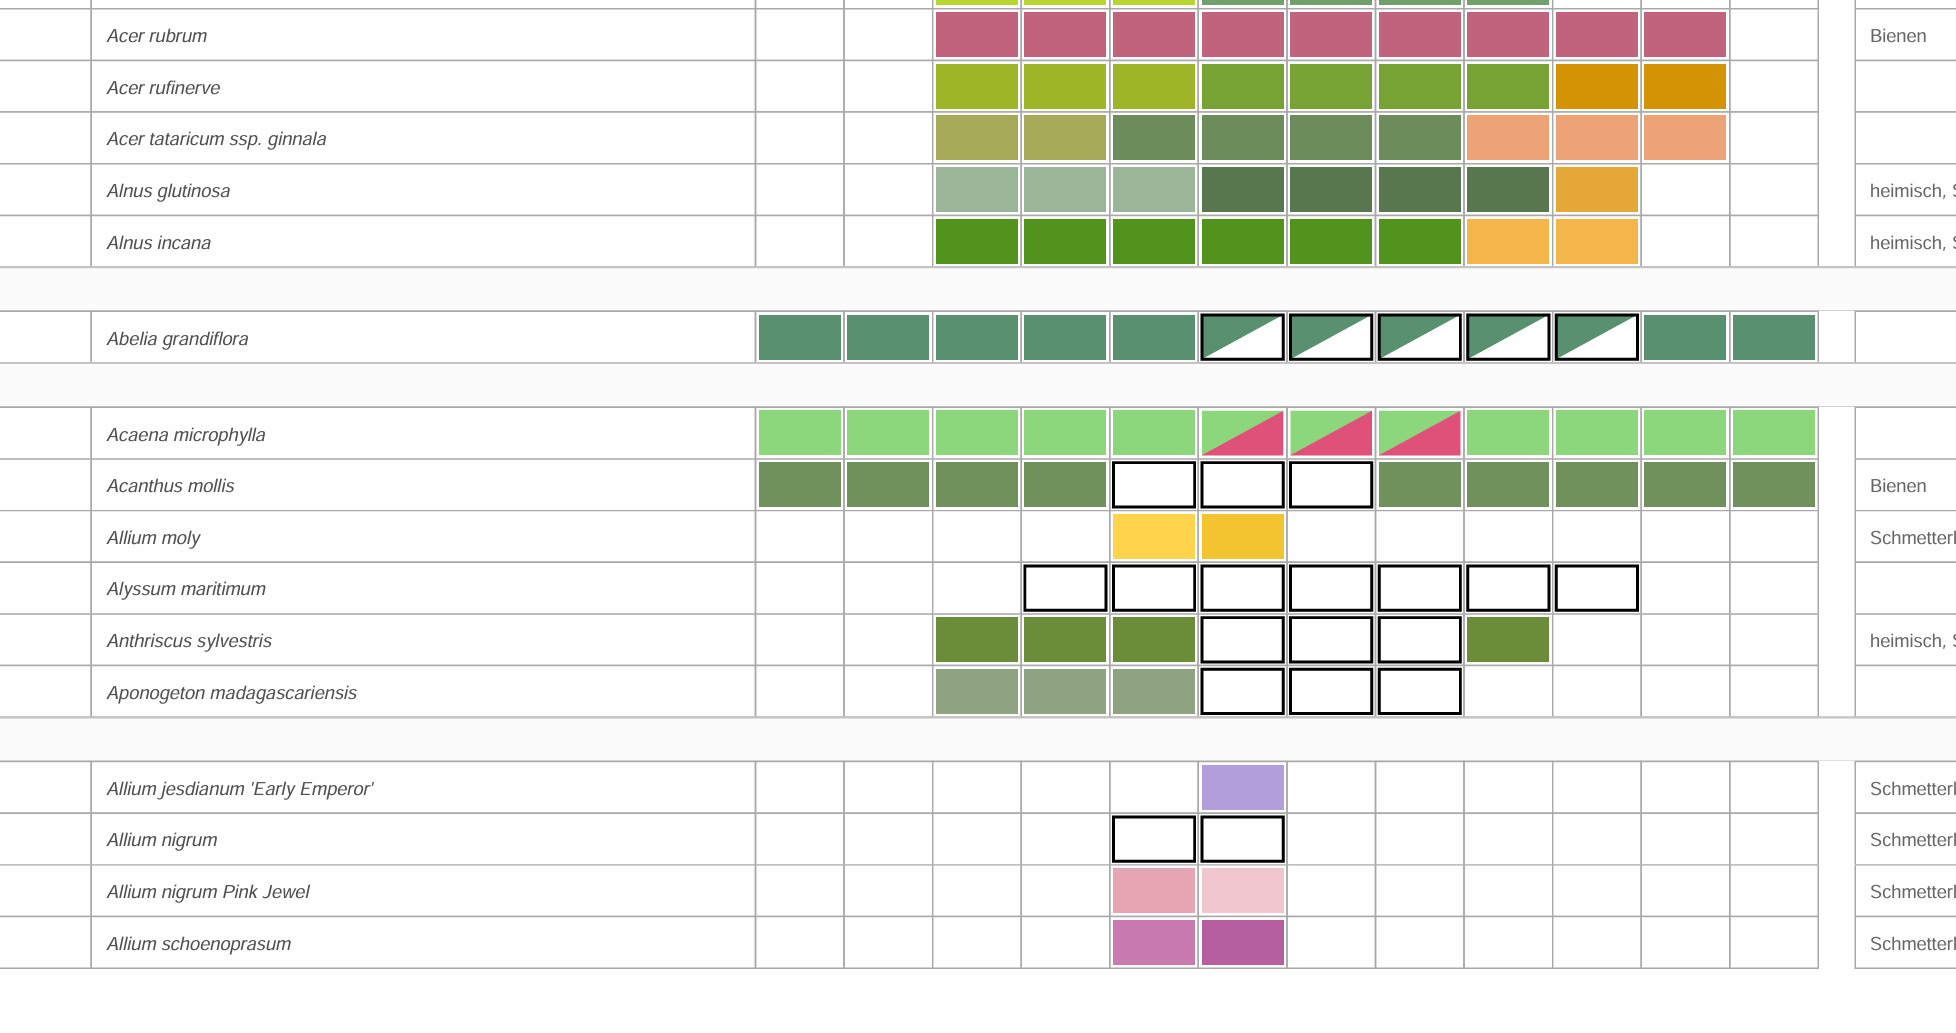 Acer rubrum Bienen
Acer rufinerve
Acer tataricum ssp. ginnala
Alnus glutinosa heimisch,
Alnus incana heimisch,
Abelia grandiflora
Acaena microphylla
Acanthus mollis Bienen
Allium moly
Alyssum maritimum
Anthriscus sylvestris heimisch,
Aponogeton madagascariensis
Allium jesdianum 'Early Emperor'
Allium nigrum
Allium nigrum Pink Jewel
Allium schoenoprasum